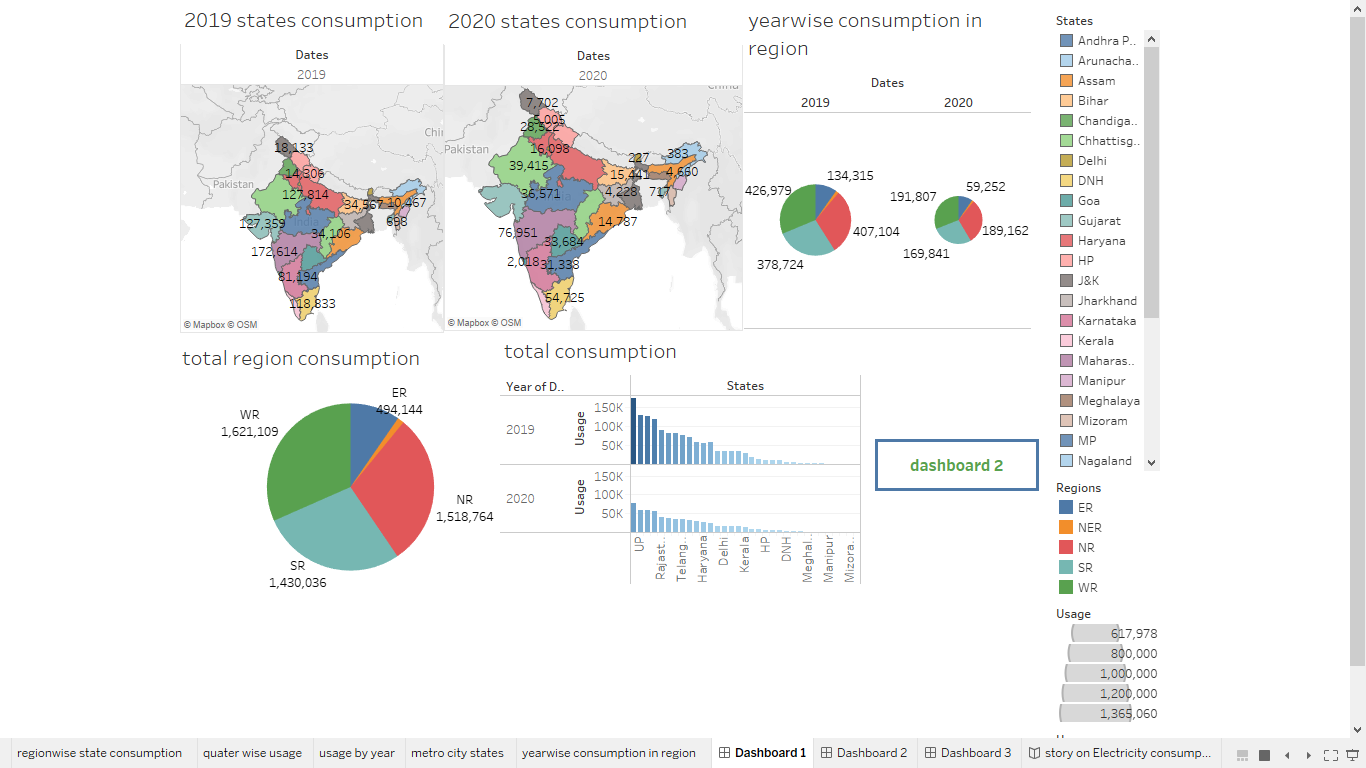 2019 states consumption
Dates
2019
18,133
14,306
Pakistan
127,814
34,367
10,467
127,359
698
34,106
172,614
81,194
118,833
Chi
© Mapbox © OSM
2020 states consumption
Dates
2020
7,702
5,005
28,522
Pakistan
16,098
227
383
39,415
15,441
4,660
36,571
4,228
717
14,787
76,951
33,684
2,018
31,338
54,725
© Mapbox © OSM
yearwise consumption in
region
Dates
2019
2020
134,315
426,979
407,104
378,724
59,252
191,807
189,162
169,841
total region consumption
ER
494,144
WR
1,621,109
NR
1,518,764
SR
1,430,036
total consumption
Year of D..
States
2019
Usage
150K
100K
50K
2020
Usage
150K
100K
50K
UP
Rajast..
Telang..
Haryana
Delhi
Kerala
HP
DNH
Meghal..
Manipur
Mizora..
dashboard 2
States
Andhra P..
Arunacha..
Assam
Bihar
Chandiga..
Chhattisg..
Delhi
DNH
Goa
Gujarat
Haryana
HP
J&K
Jharkhand
Karnataka
Kerala
Maharas..
Manipur
Meghalaya
Mizoram
MP
Nagaland
Regions
ER
NER
NR
SR
WR
Usage
617,978
800,000
1,000,000
1,200,000
1,365,060
regionwise state consumption
quater wise usage
usage by year
metro city states
yearwise consumption in region
Dashboard 1
Dashboard 2
Dashboard 3
story on Electricity consump...